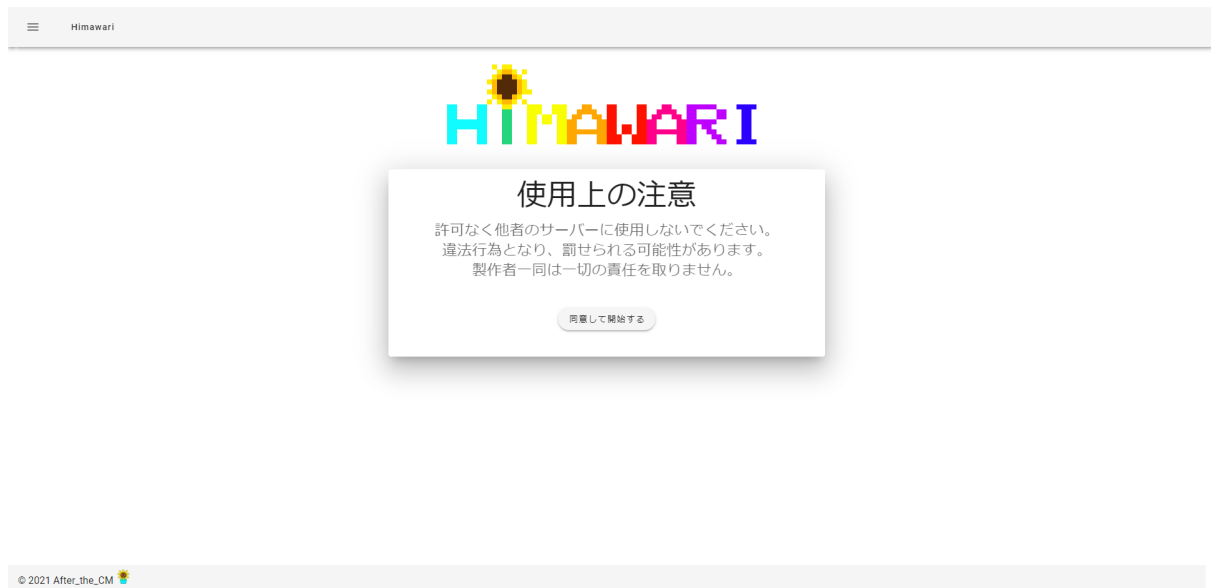 Himawari
HIMAWARI
使用上の注意
許可なく他者のサーバーに使用しないでください。
違法行為となり、罰せられる可能性があります。
製作者一同は一切の責任を取りません。
同意して開始する
© 2021 After_the_CM